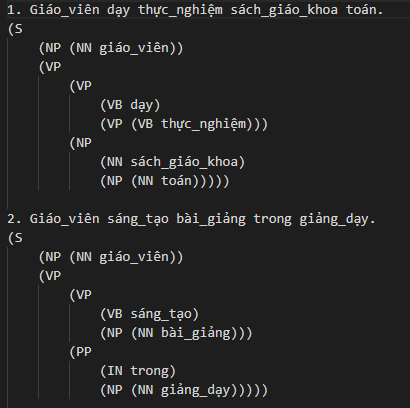 1. Giáo_viên dạy thực_nghiệm sách_giáo_khoa toán.
(S
    (NP (NN giáo_viên))
    (VP
        (VP
            (VB dạy)
            (VP (VB thực_nghiệm)))
        (NP
            (NN sách_giáo_khoa)
            (NP (NN toán)))))
2. Giáo_viên sáng_tạo bài_giảng trong giảng_dạy.
(S
    (NP (NN giáo_viên))
    (VP
        (VP
            (VB sáng_tạo)
            (NP (NN bài_giảng)))
        (PP
            (IN trong)
            (NP (NN giảng_dạy)))))